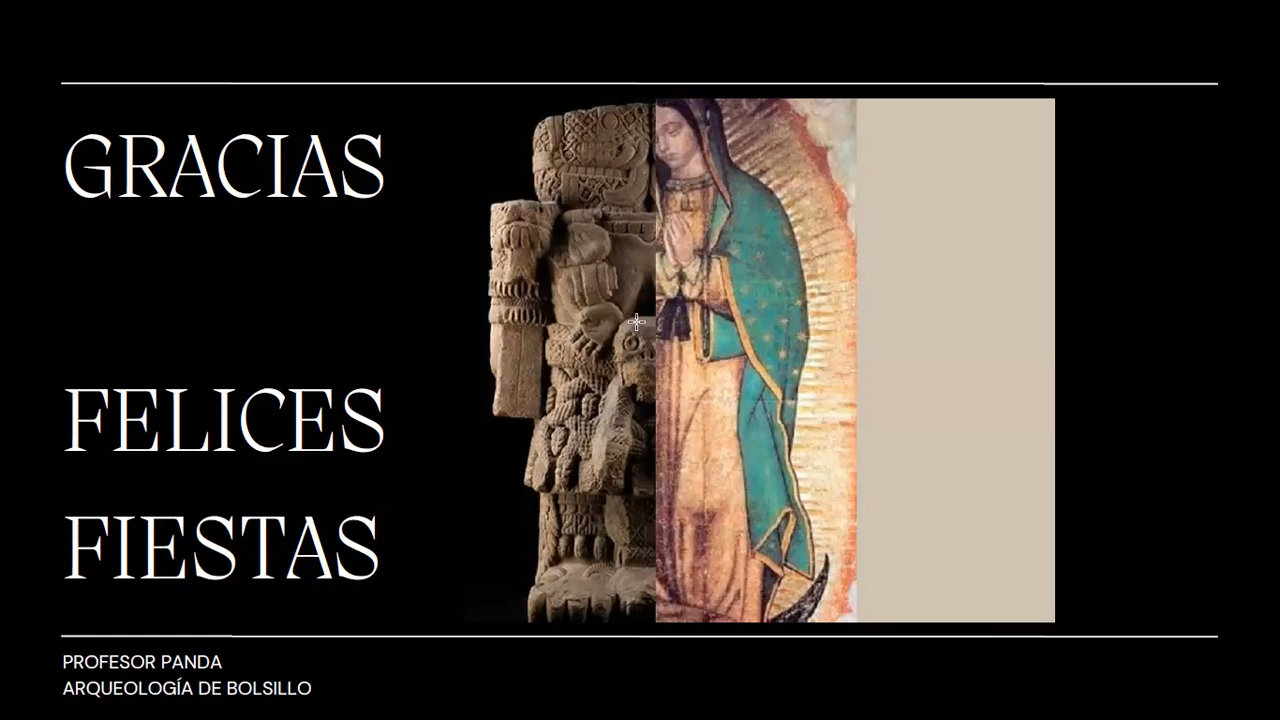 GRACIAS
FELICES
FIESTAS
PROFESOR PANDA
ARQUEOLOGÍA DE BOLSILLO